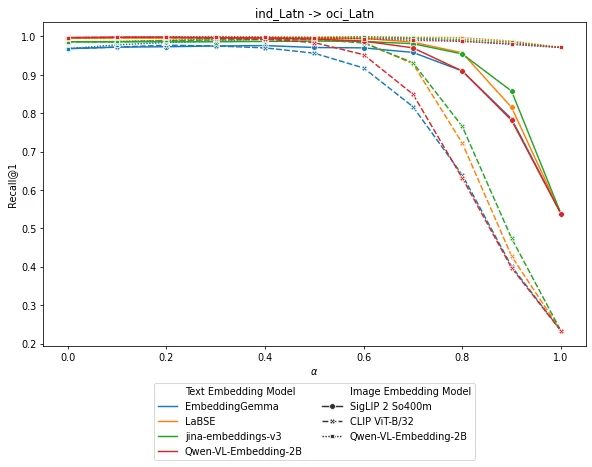 ind_Latn -> oci_Latn
Recall@1
1.0
0.9
0.8
0.7
0.6
0.5
0.4
0.3
0.2
0.0 0.2 0.4 0.6 0.8 1.0
α
Text Embedding Model Image Embedding Model
EmbeddingGemma SigLIP 2 So400m
LaBSE CLIP ViT-B/32
jina-embeddings-v3 Qwen-VL-Embedding-2B
Qwen-VL-Embedding-2B